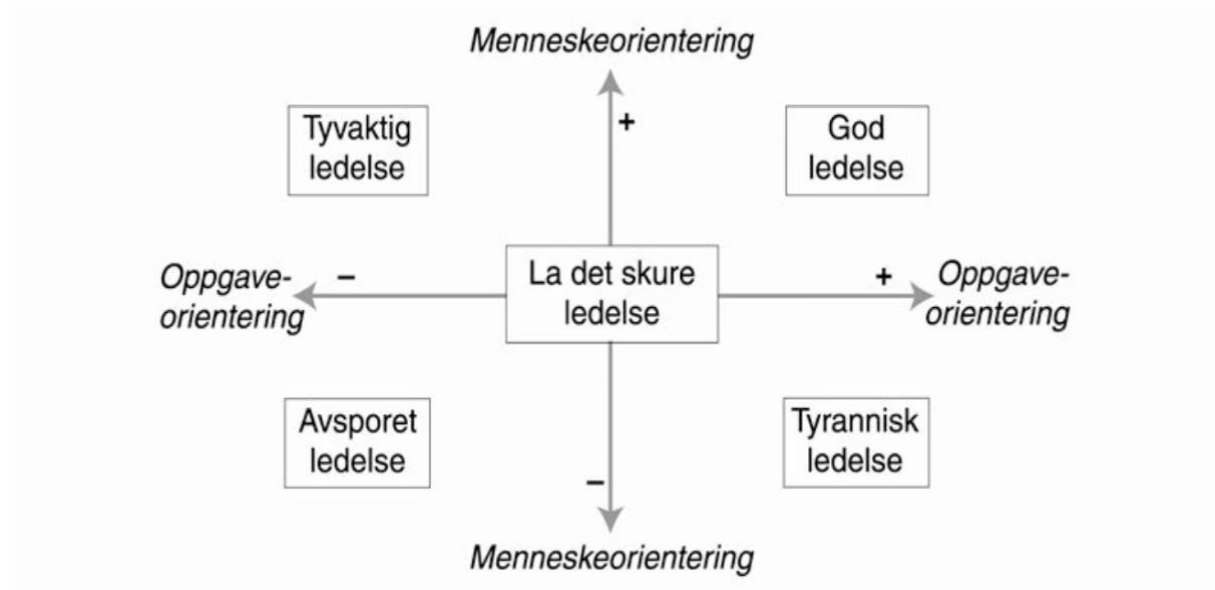 Menneskeorientering
+
Tyvaktig
ledelse
God
ledelse
Oppgave-
orientering
–
La det skure
ledelse
+
Oppgave-
orientering
Avsporet
ledelse
Tyrannisk
ledelse
–
Menneskeorientering